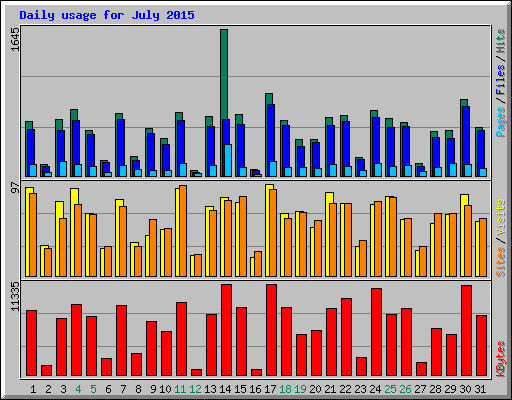 Daily usage for July 2015
1645
Pages / Files / Hits
97
Sites / Visits
11335
KBytes
1 2 3 4 5 6 7 8 9 10 11 12 13 14 15 16 17 18 19 20 21 22 23 24 25 26 27 28 29 30 31